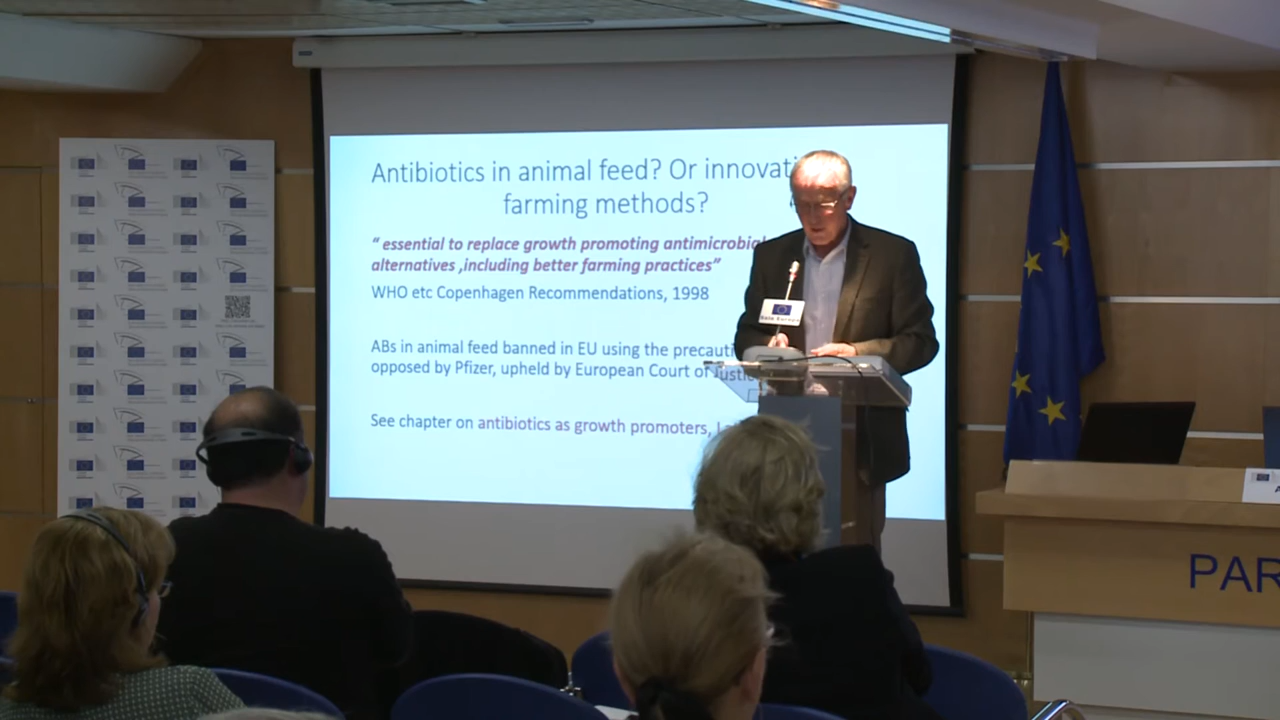 Antibiotics in animal feed? Or innovati
farming methods?
“ essential to replace growth promoting antimicrobial
alternatives ,including better farming practices”
WHO etc Copenhagen Recommendations, 1998
ABs in animal feed banned in EU using the precauti
opposed by Pfizer, upheld by European Court of Justic
See chapter on antibiotics as growth promoters, L
PAR